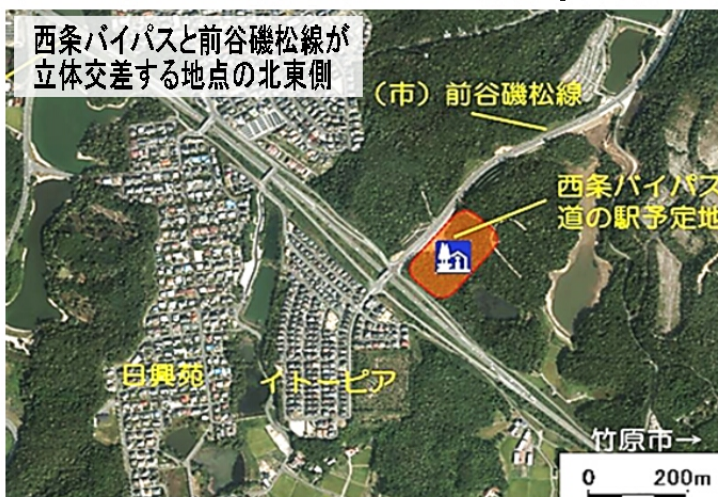 西条バイパスと前谷磯松線が
立体交差する地点の北東側
（市）前谷磯松線
西条バイパス
道の駅予定地
日興苑
イトーピア
竹原市→
0 200m